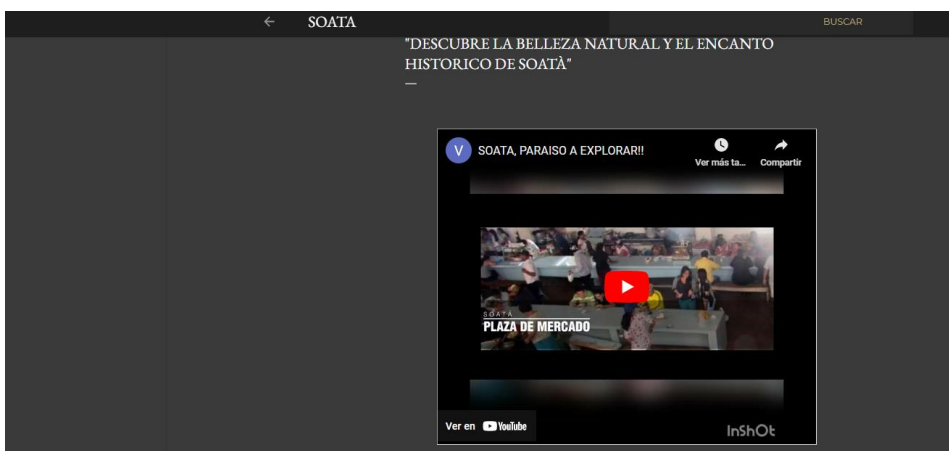 ← SOATA BUSCAR
"DESCUBRE LA BELLEZA NATURAL Y EL ENCANTO
HISTORICO DE SOATÀ"
V SOATA, PARAISO A EXPLORAR!!
Ver más ta... Compartir
SOATÁ
PLAZA DE MERCADO
Ver en YouTube
InShOt